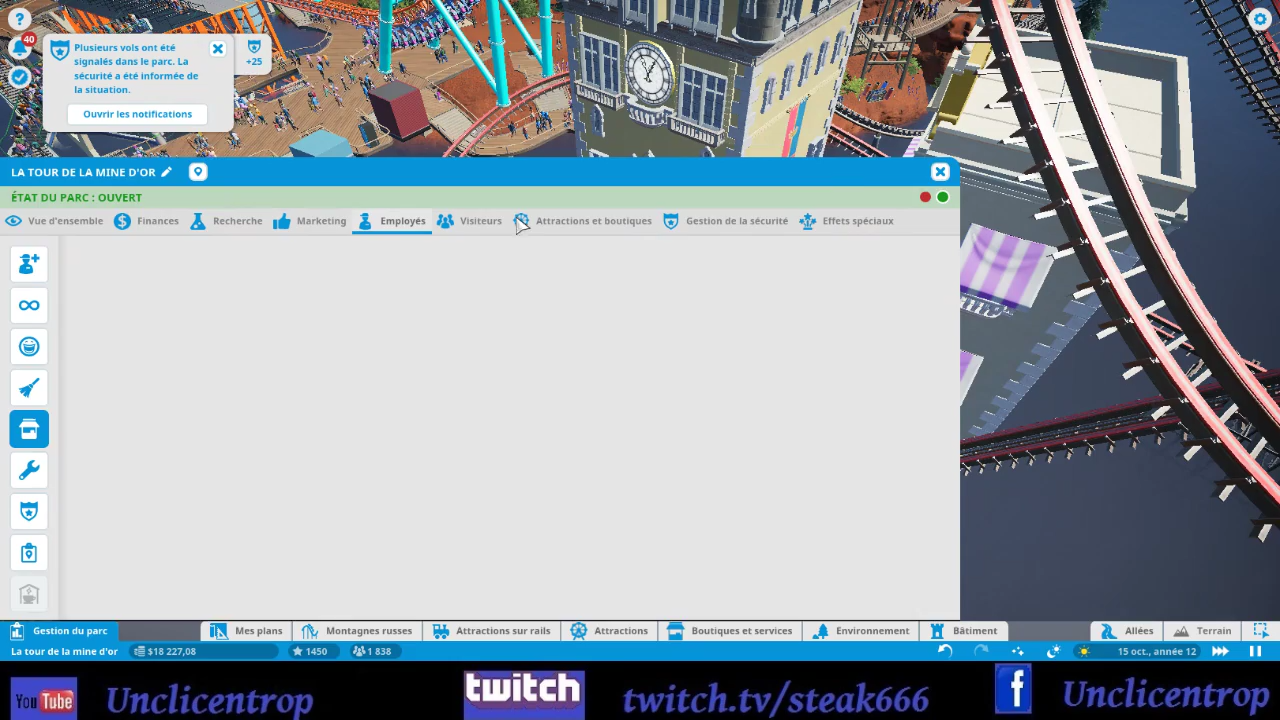 ?
40
Plusieurs vols ont été
signalés dans le parc. La
sécurité a été informée de
la situation.
+25
Ouvrir les notifications
LA TOUR DE LA MINE D'OR
ÉTAT DU PARC : OUVERT
Vue d'ensemble
Finances
Recherche
Marketing
Employés
Visiteurs
Attractions et boutiques
Gestion de la sécurité
Effets spéciaux
Gestion du parc
Mes plans
Montagnes russes
Attractions sur rails
Attractions
Boutiques et services
Environnement
Bâtiment
Allées
Terrain
La tour de la mine d'or
$18 227,08
1450
1 838
15 oct., année 12
YouTube
Unclicentrop
twitch
twitch.tv/steak666
f
Unclicentrop